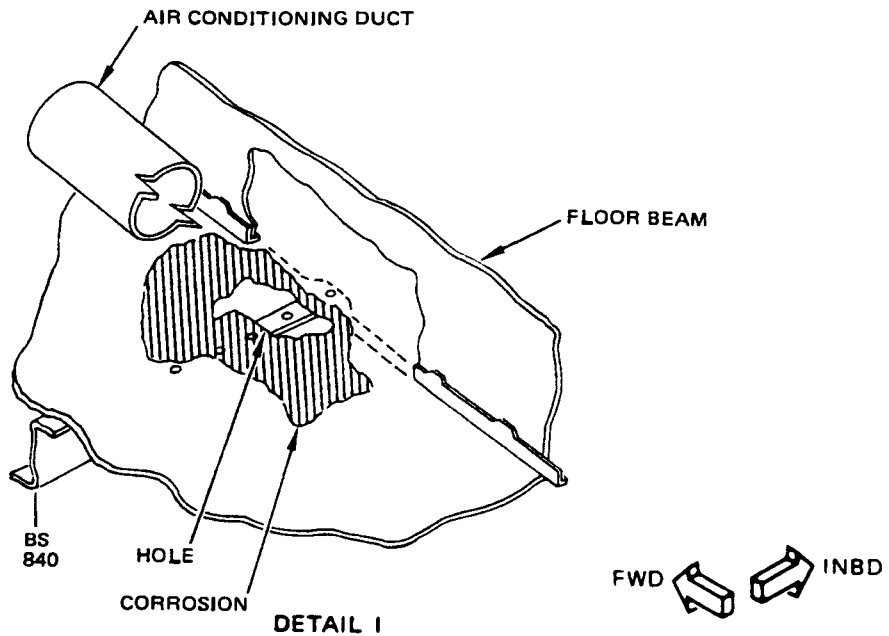 AIR CONDITIONING DUCT
FLOOR BEAM
BS
840
HOLE
CORROSION
DETAIL I
FWD
INBD